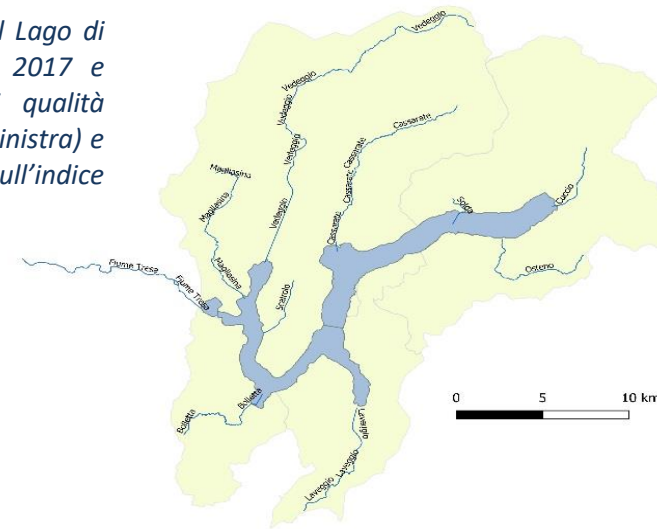 l Lago di
2017 e
qualità
inistra) e
ull'indice
Vedeggio
Vedeggio
Vedeggio
Vedeggio
Vedeggio
Cassarate
Cassarate
Cassarate
Cassarate
Magliasina
Magliasina
Magliasina
Solda
Cuccio
Osteno
Fiume Tresa
Fiume Tresa
Scairolo
Bolletta
Bolletta
Laveggio
Laveggio
Laveggio
0 5 10 km